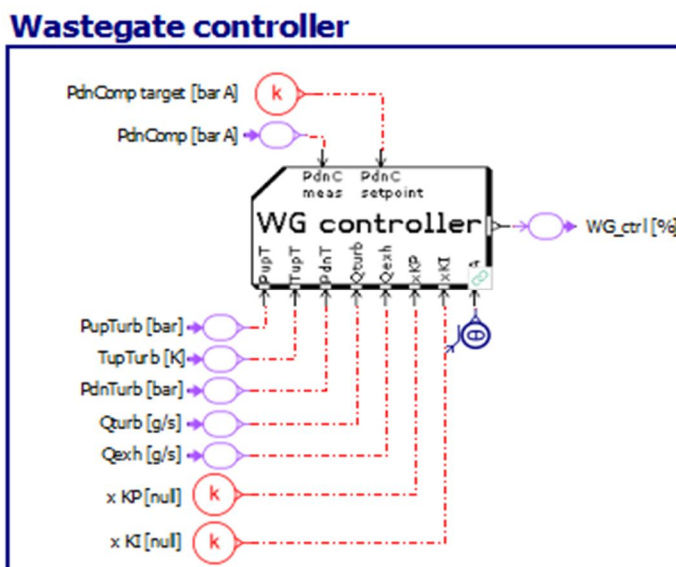 Wastegate controller
PdnComp target [bar A]
k
PdnComp [bar A]
PdnC
meas
PdnC
setpoint
WG controller
WG_ctrl [%]
PupT
TupT
PdnT
Qturb
Qexh
xKP
xKI
A
PupTurb [bar]
TupTurb [K]
PdnTurb [bar]
Qturb [g/s]
Qexh [g/s]
x KP [null]
k
x KI [null]
k